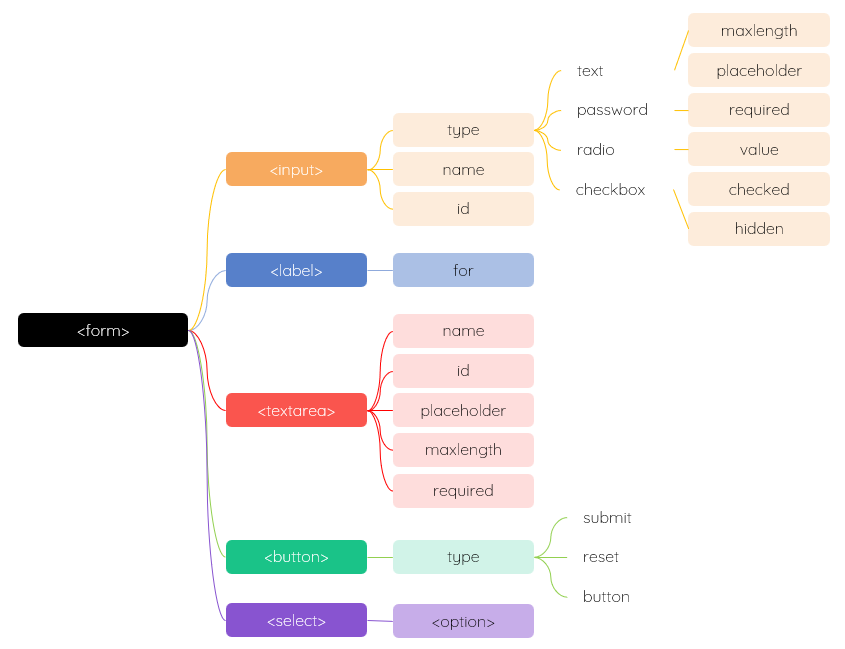 <form>
<input>
type
text
maxlength
placeholder
password
required
radio
value
checkbox
checked
hidden
name
id
<label>
for
<textarea>
name
id
placeholder
maxlength
required
<button>
type
submit
reset
button
<select>
<option>